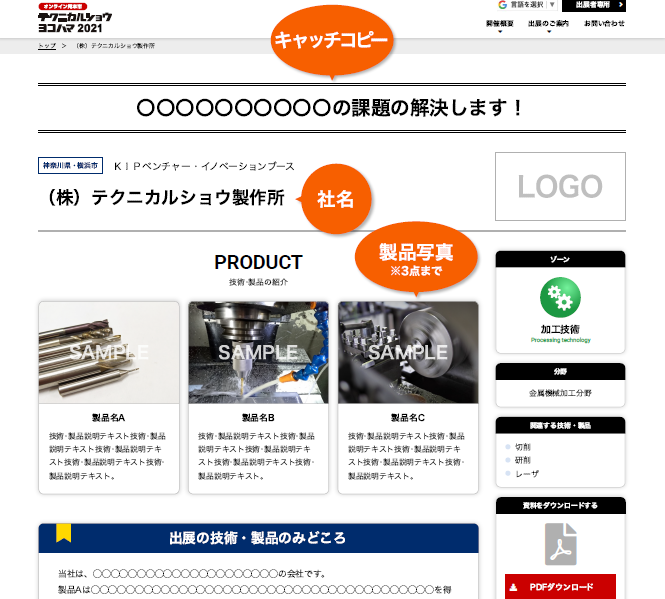 オンライン見本市
テクニカルショウ
ヨコハマ 2021
言語を選択 ▼
出展者専用
開催概要
出展のご案内
お問い合わせ
トップ > （株）テクニカルショウ製作所
キャッチコピー
〇〇〇〇〇〇〇〇〇〇〇の課題の解決します！
神奈川県・横浜市
ＫＩＰベンチャー・イノベーションブース
（株）テクニカルショウ製作所
社名
LOGO
製品写真
※3点まで
PRODUCT
技術・製品の紹介
SAMPLE
SAMPLE
SAMPLE
製品名A
技術・製品説明テキスト技術・製品
説明テキスト技術・製品説明テキ
スト技術・製品説明テキスト技術・
製品説明テキスト。
製品名B
技術・製品説明テキスト技術・製品
説明テキスト技術・製品説明テキ
スト技術・製品説明テキスト技術・
製品説明テキスト。
製品名C
技術・製品説明テキスト技術・製品
説明テキスト技術・製品説明テキ
スト技術・製品説明テキスト技術・
製品説明テキスト。
ゾーン
加工技術
Processing technology
分野
金属機械加工分野
関連する技術・製品
切削
研削
レーザ
資料をダウンロードする
PDFダウンロード
出展の技術・製品のみどころ
当社は、〇〇〇〇〇〇〇〇〇〇〇〇〇〇〇〇〇〇〇〇〇の会社です。
製品Aは〇〇〇〇〇〇〇〇〇〇〇〇〇〇〇〇〇〇〇〇〇〇〇〇〇〇〇〇〇〇〇〇〇〇〇〇〇〇〇を得